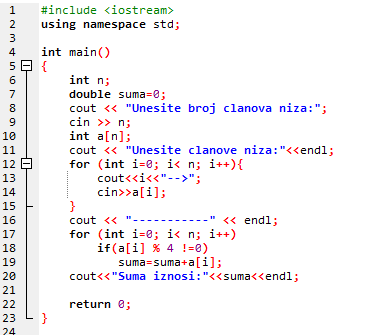 1 #include <iostream>
2 using namespace std;
3
4 int main()
5 {
6 int n;
7 double suma=0;
8 cout << "Unesite broj clanova niza:";
9 cin >> n;
10 int a[n];
11 cout << "Unesite clanove niza:"<<endl;
12 for (int i=0; i< n; i++){
13 cout<<i<<"-->";
14 cin>>a[i];
15 }
16 cout << "-----------" << endl;
17 for (int i=0; i< n; i++)
18 if(a[i] % 4 !=0)
19 suma=suma+a[i];
20 cout<<"Suma iznosi:"<<suma<<endl;
21
22 return 0;
23 }
24